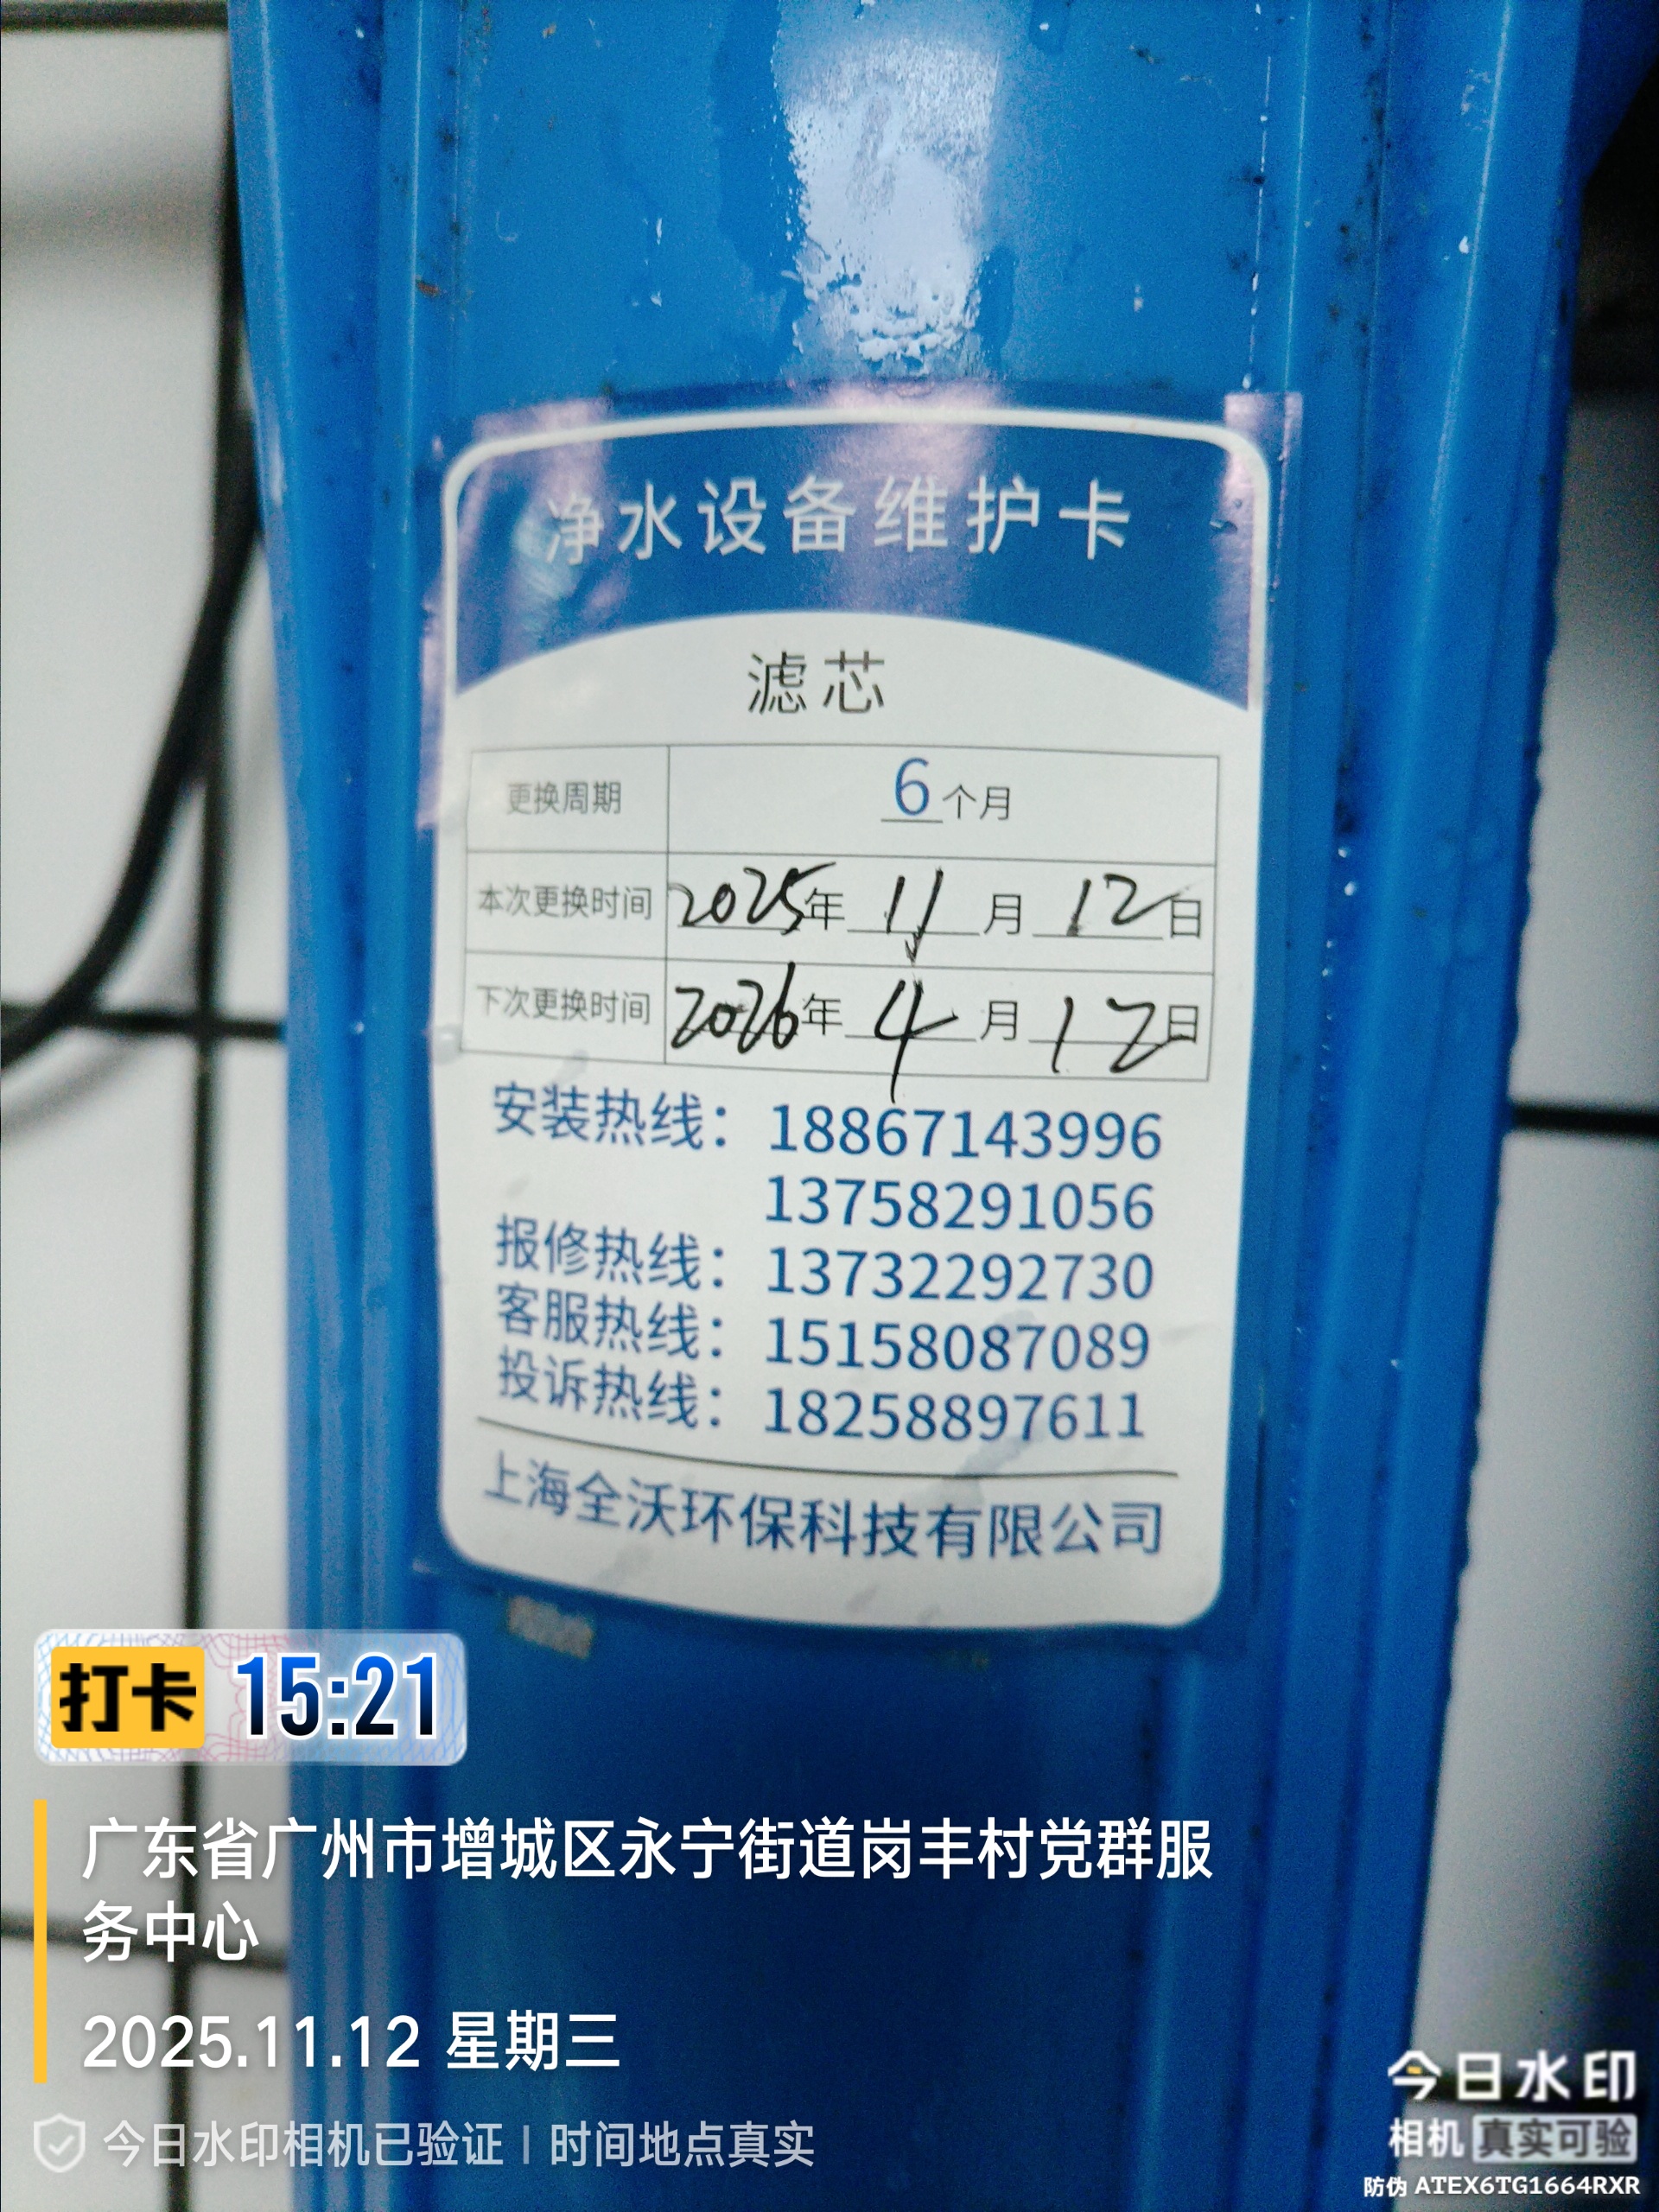 净水设备维护卡
滤芯
更换周期 6个月
本次更换时间 2025年11月12日
下次更换时间 2026年4月12日
安装热线：18867143996
13758291056
报修热线：13732292730
客服热线：15158087089
投诉热线：18258897611
上海全沃环保科技有限公司
打卡 15:21
广东省广州市增城区永宁街道岗丰村党群服
务中心
2025.11.12 星期三
今日水印相机已验证 | 时间地点真实
今日水印
相机 真实可验
防伪 ATEX6TG1664RXR